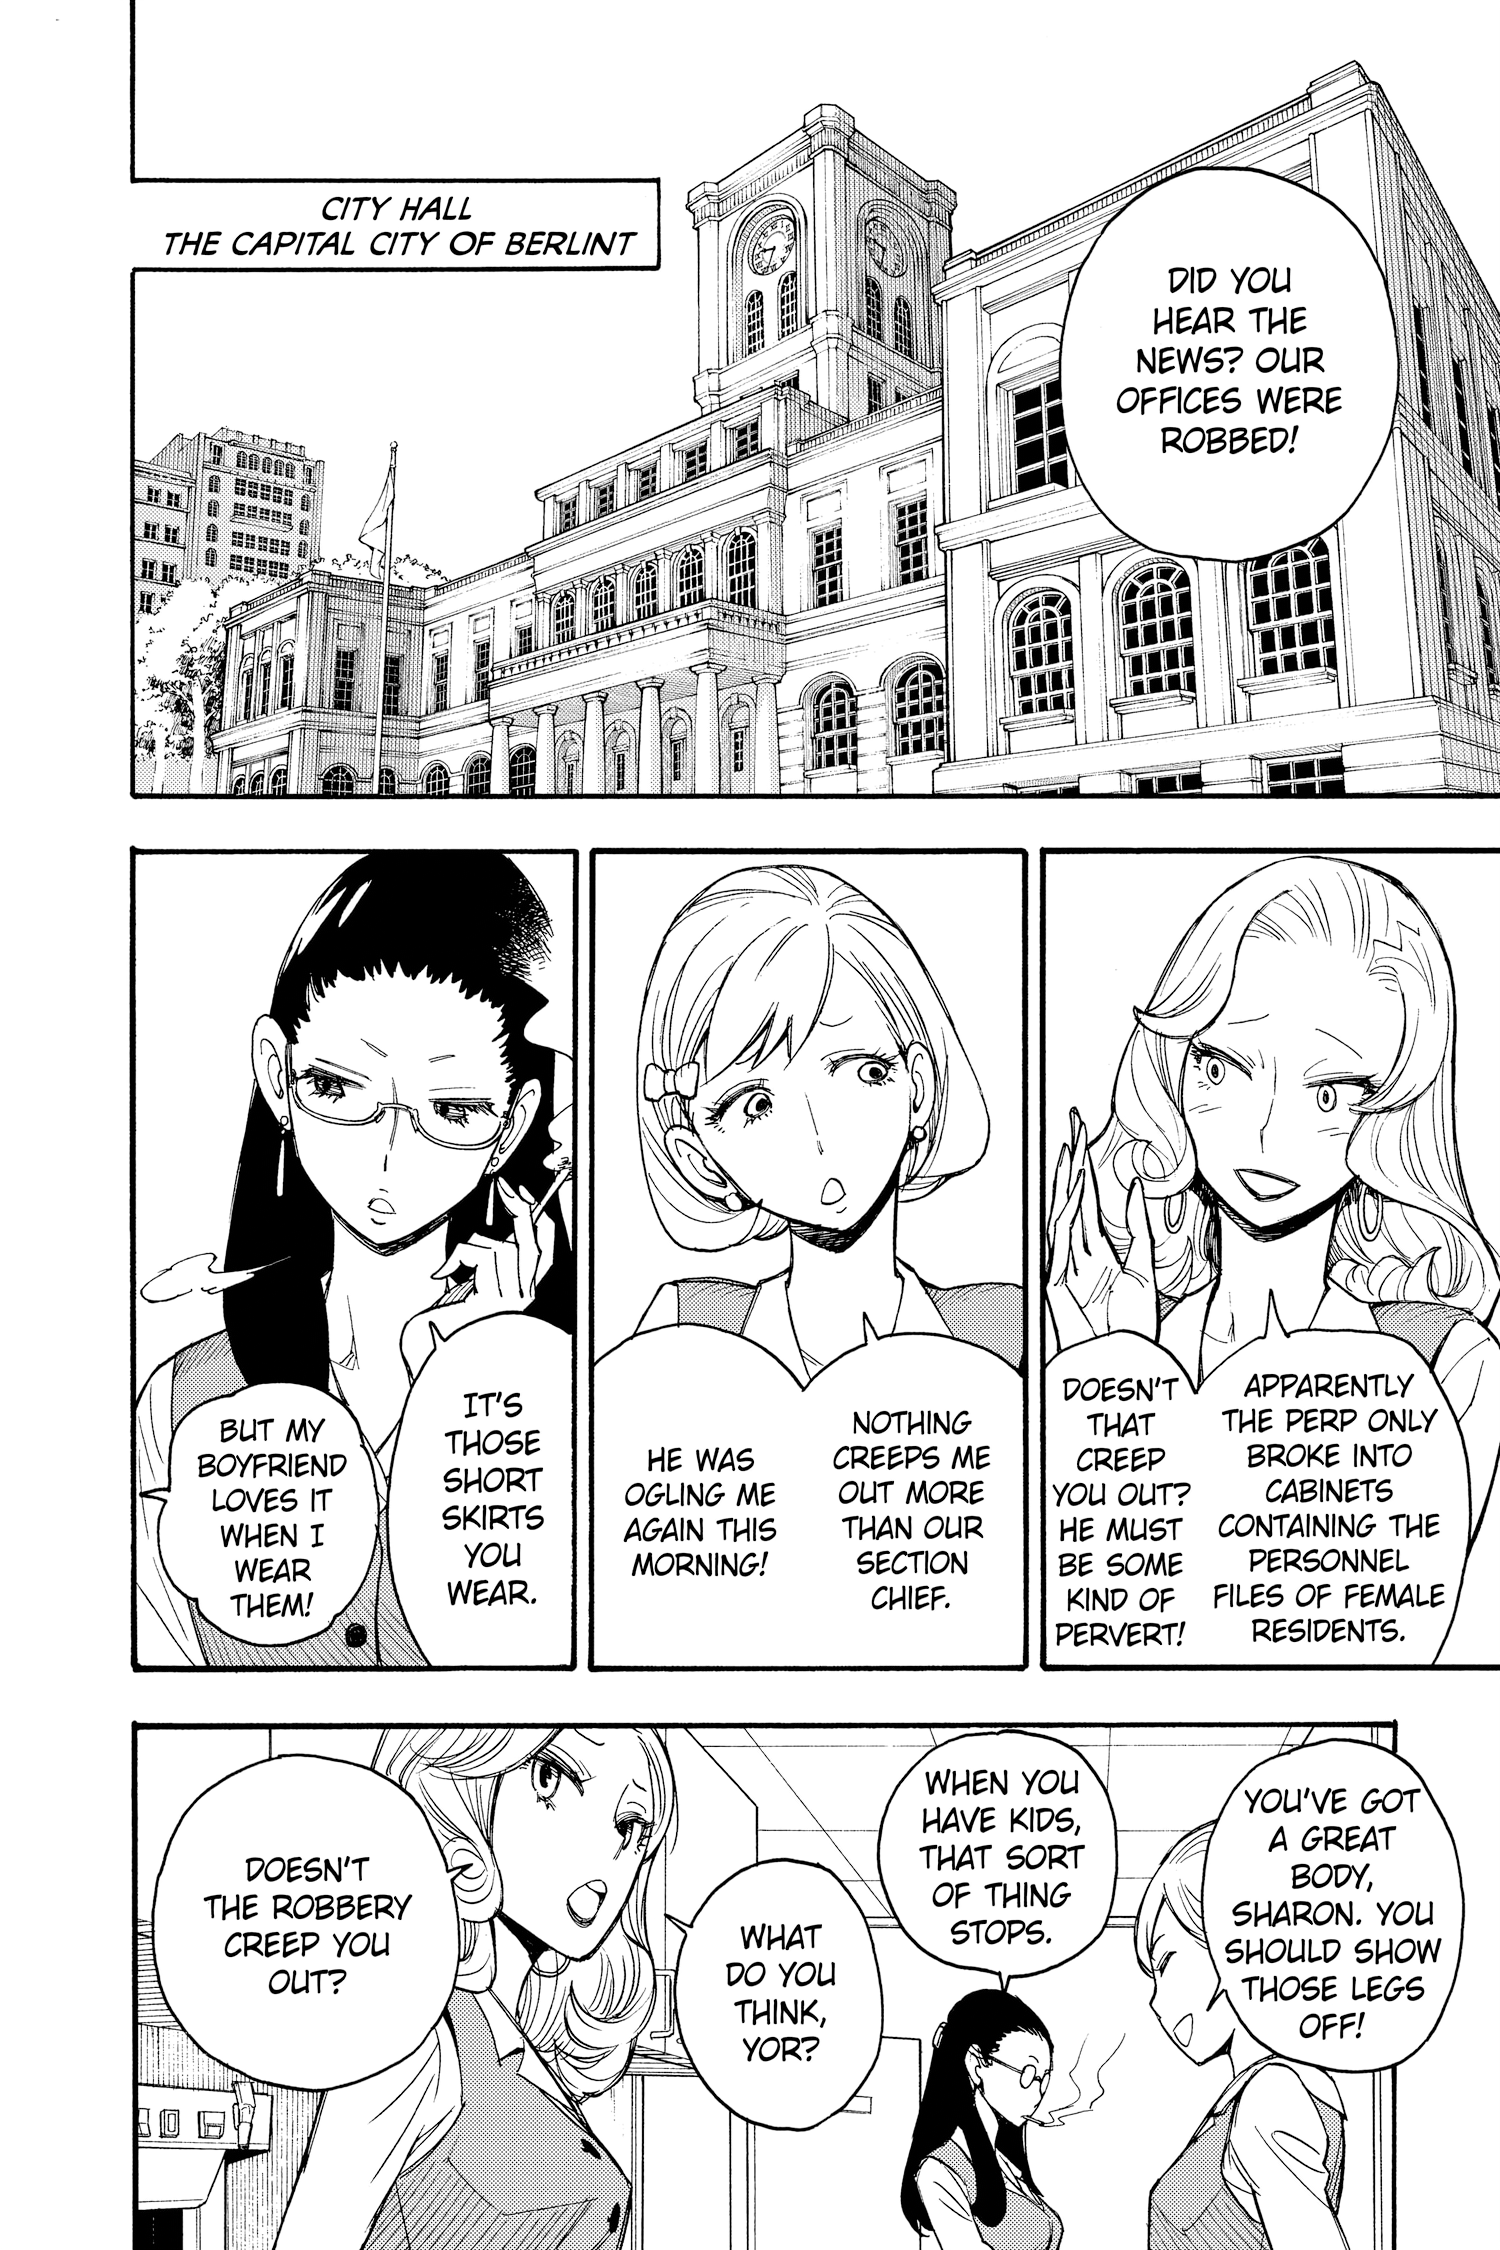 CITY HALL
THE CAPITAL CITY OF BERLINT
DID YOU
HEAR THE
NEWS? OUR
OFFICES WERE
ROBBED!
APPARENTLY
THE PERP ONLY
BROKE INTO
CABINETS
CONTAINING THE
PERSONNEL
FILES OF FEMALE
RESIDENTS.
DOESN'T
THAT
CREEP
YOU OUT?
HE MUST
BE SOME
KIND OF
PERVERT!
NOTHING
CREEPS ME
OUT MORE
THAN OUR
SECTION
CHIEF.
HE WAS
OGLING ME
AGAIN THIS
MORNING!
IT'S
THOSE
SHORT
SKIRTS
YOU
WEAR.
BUT MY
BOYFRIEND
LOVES IT
WHEN I
WEAR
THEM!
YOU'VE GOT
A GREAT
BODY,
SHARON. YOU
SHOULD SHOW
THOSE LEGS
OFF!
WHEN YOU
HAVE KIDS,
THAT SORT
OF THING
STOPS.
WHAT
DO YOU
THINK,
YOR?
DOESN'T
THE ROBBERY
CREEP YOU
OUT?